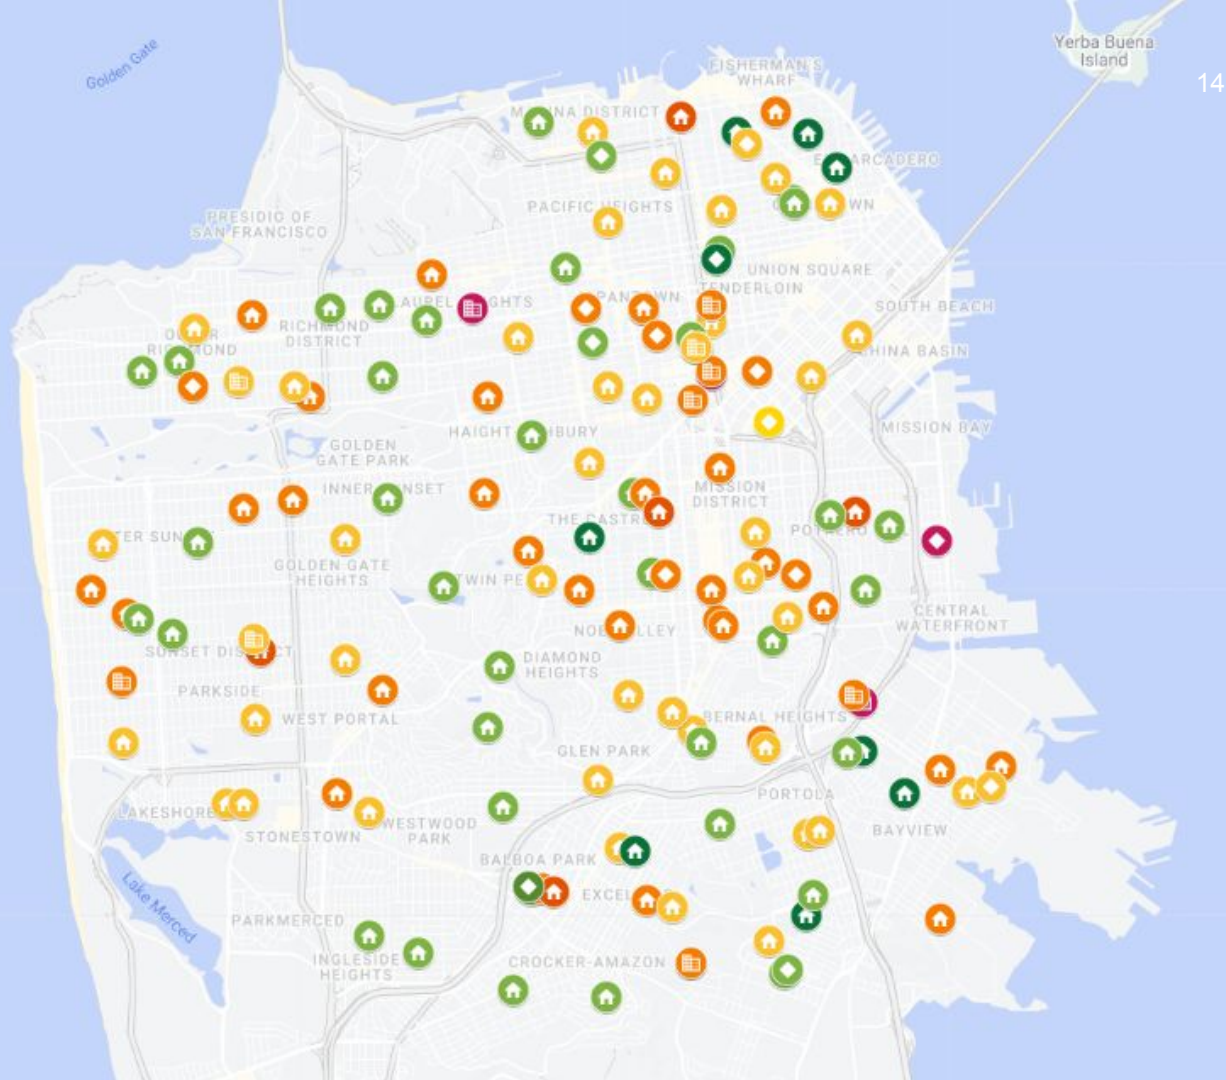 Golden Gate
Yerba Buena
Island
FISHERMAN'S
WHARF
14
DISTRICT
PACIFIC HEIGHTS
PRESIDIO OF
SAN FRANCISCO
UNION SQUARE
TENDERLOIN
RICHMOND
DISTRICT
SOUTH BEACH
CHINA BASIN
MISSION BAY
GOLDEN
GATE PARK
MISSION
DISTRICT
GOLDEN GATE
HEIGHTS
CENTRAL
WATERFRONT
DIAMOND
HEIGHTS
PARKSIDE
WEST PORTAL
BERNAL HEIGHTS
GLEN PARK
PORTOLA
LAKESHORE
STONESTOWN
WESTWOOD
PARK
BAYVIEW
BALBOA PARK
Lake Merced
PARKMERCED
INGLESIDE
HEIGHTS
CROCKER-AMAZON